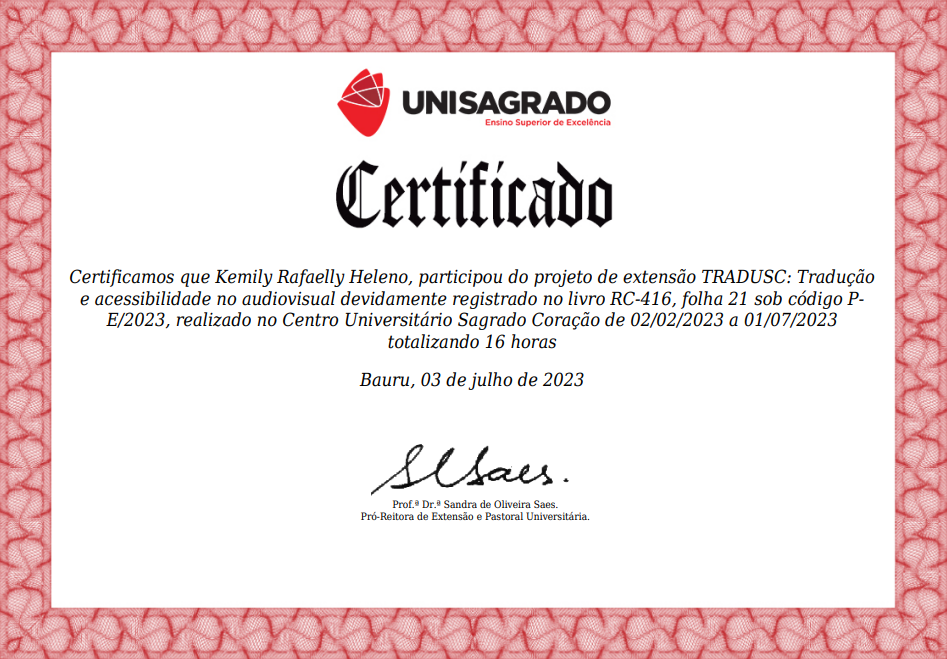 UNISAGRADO
Ensino Superior de Excelência
Certificado
Certificamos que Kemily Rafaelly Heleno, participou do projeto de extensão TRADUSC: Tradução
e acessibilidade no audiovisual devidamente registrado no livro RC-416, folha 21 sob código P-
E/2023, realizado no Centro Universitário Sagrado Coração de 02/02/2023 a 01/07/2023
totalizando 16 horas
Bauru, 03 de julho de 2023
SOSaes.
Prof.ª Dr.ª Sandra de Oliveira Saes.
Pró-Reitora de Extensão e Pastoral Universitária.